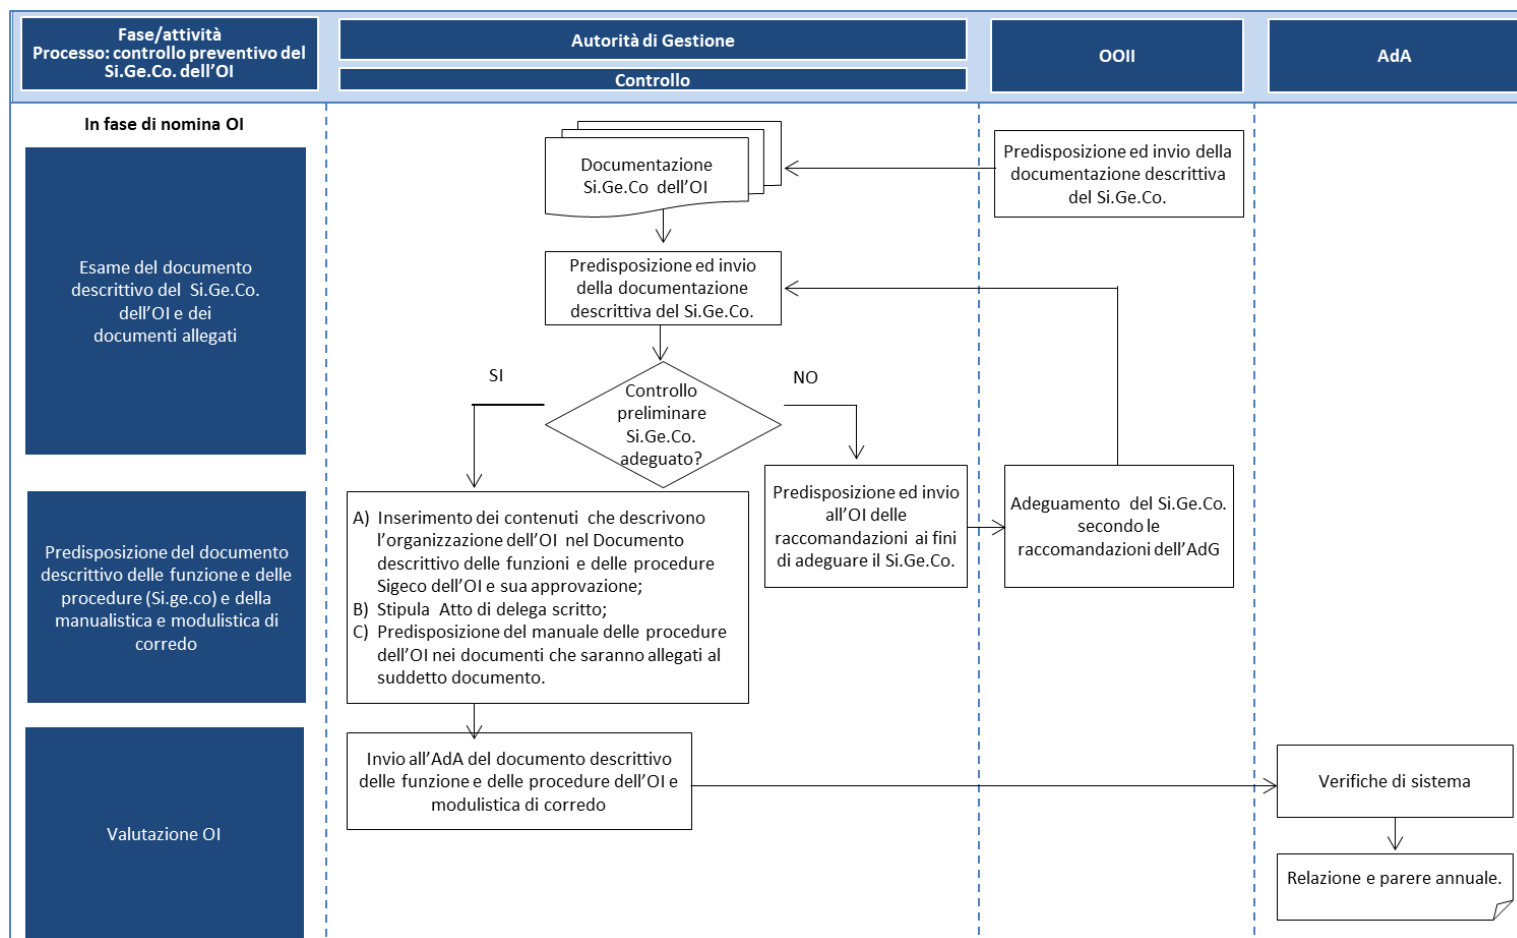 Fase/attività
Processo: controllo preventivo del
Si.Ge.Co. dell'OI
Autorità di Gestione
Controllo
OOII
AdA
In fase di nomina OI
Esame del documento
descrittivo del Si.Ge.Co.
dell'OI e dei
documenti allegati
Documentazione
Si.Ge.Co dell'OI
Predisposizione ed invio della
documentazione descrittiva
del Si.Ge.Co.
Predisposizione ed invio
della documentazione
descrittiva del Si.Ge.Co.
SI
NO
Controllo
preliminare
Si.Ge.Co.
adeguato?
Predisposizione ed invio
all'OI delle
raccomandazioni ai fini
di adeguare il Si.Ge.Co.
Adeguamento del Si.Ge.Co.
secondo le
raccomandazioni dell'AdG
Predisposizione del documento
descrittivo delle funzione e delle
procedure (Si.ge.co) e della
manualistica e modulistica di
corredo
A) Inserimento dei contenuti che descrivono
l'organizzazione dell'OI nel Documento
descrittivo delle funzioni e delle procedure
Sigeco dell'OI e sua approvazione;
B) Stipula Atto di delega scritto;
C) Predisposizione del manuale delle procedure
dell'OI nei documenti che saranno allegati al
suddetto documento.
Valutazione OI
Invio all'AdA del documento descrittivo
delle funzione e delle procedure dell'OI e
modulistica di corredo
Verifiche di sistema
Relazione e parere annuale.